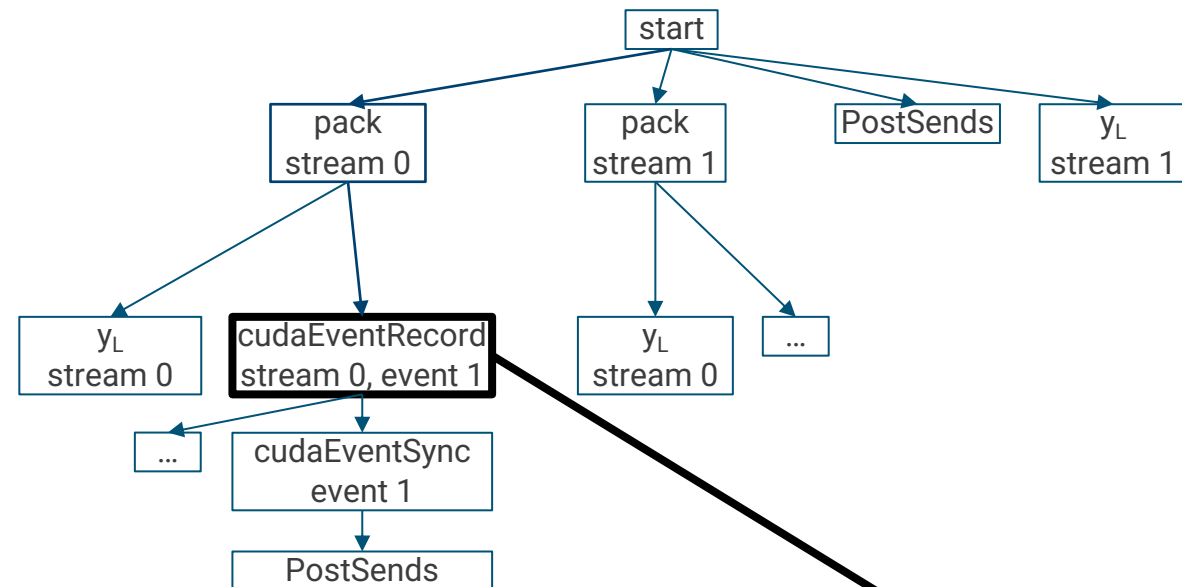 start
pack
stream 0
pack
stream 1
PostSends
yL
stream 1
yL
stream 0
cudaEventRecord
stream 0, event 1
yL
stream 0
...
...
cudaEventSync
event 1
PostSends